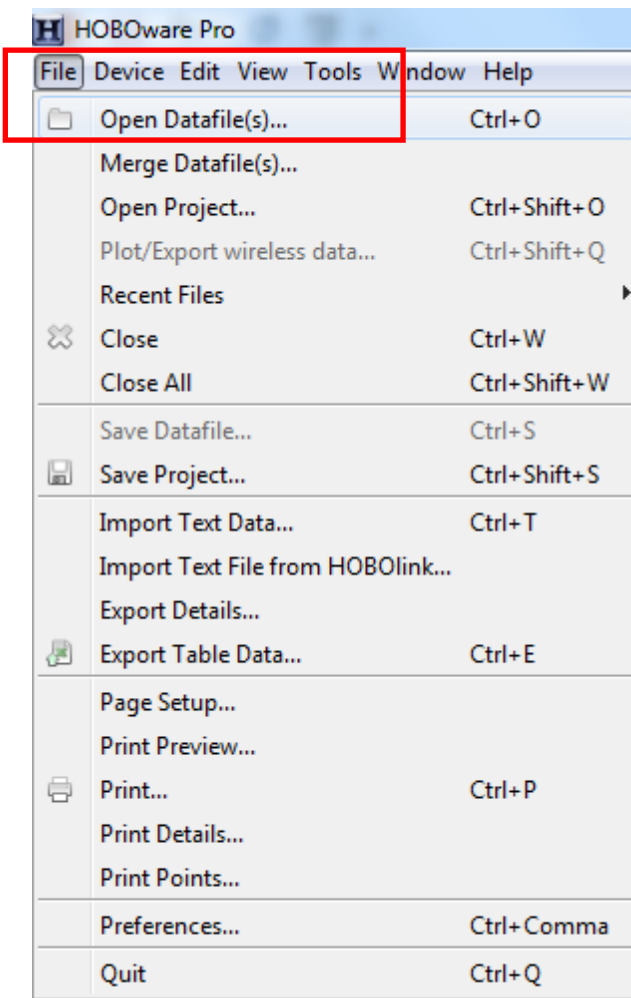 HOBOware Pro
File Device Edit View Tools Window Help
Open Datafile(s)... Ctrl+O
Merge Datafile(s)...
Open Project... Ctrl+Shift+O
Plot/Export wireless data... Ctrl+Shift+Q
Recent Files
Close Ctrl+W
Close All Ctrl+Shift+W
Save Datafile... Ctrl+S
Save Project... Ctrl+Shift+S
Import Text Data... Ctrl+T
Import Text File from HOBOlink...
Export Details...
Export Table Data... Ctrl+E
Page Setup...
Print Preview...
Print... Ctrl+P
Print Details...
Print Points...
Preferences... Ctrl+Comma
Quit Ctrl+Q